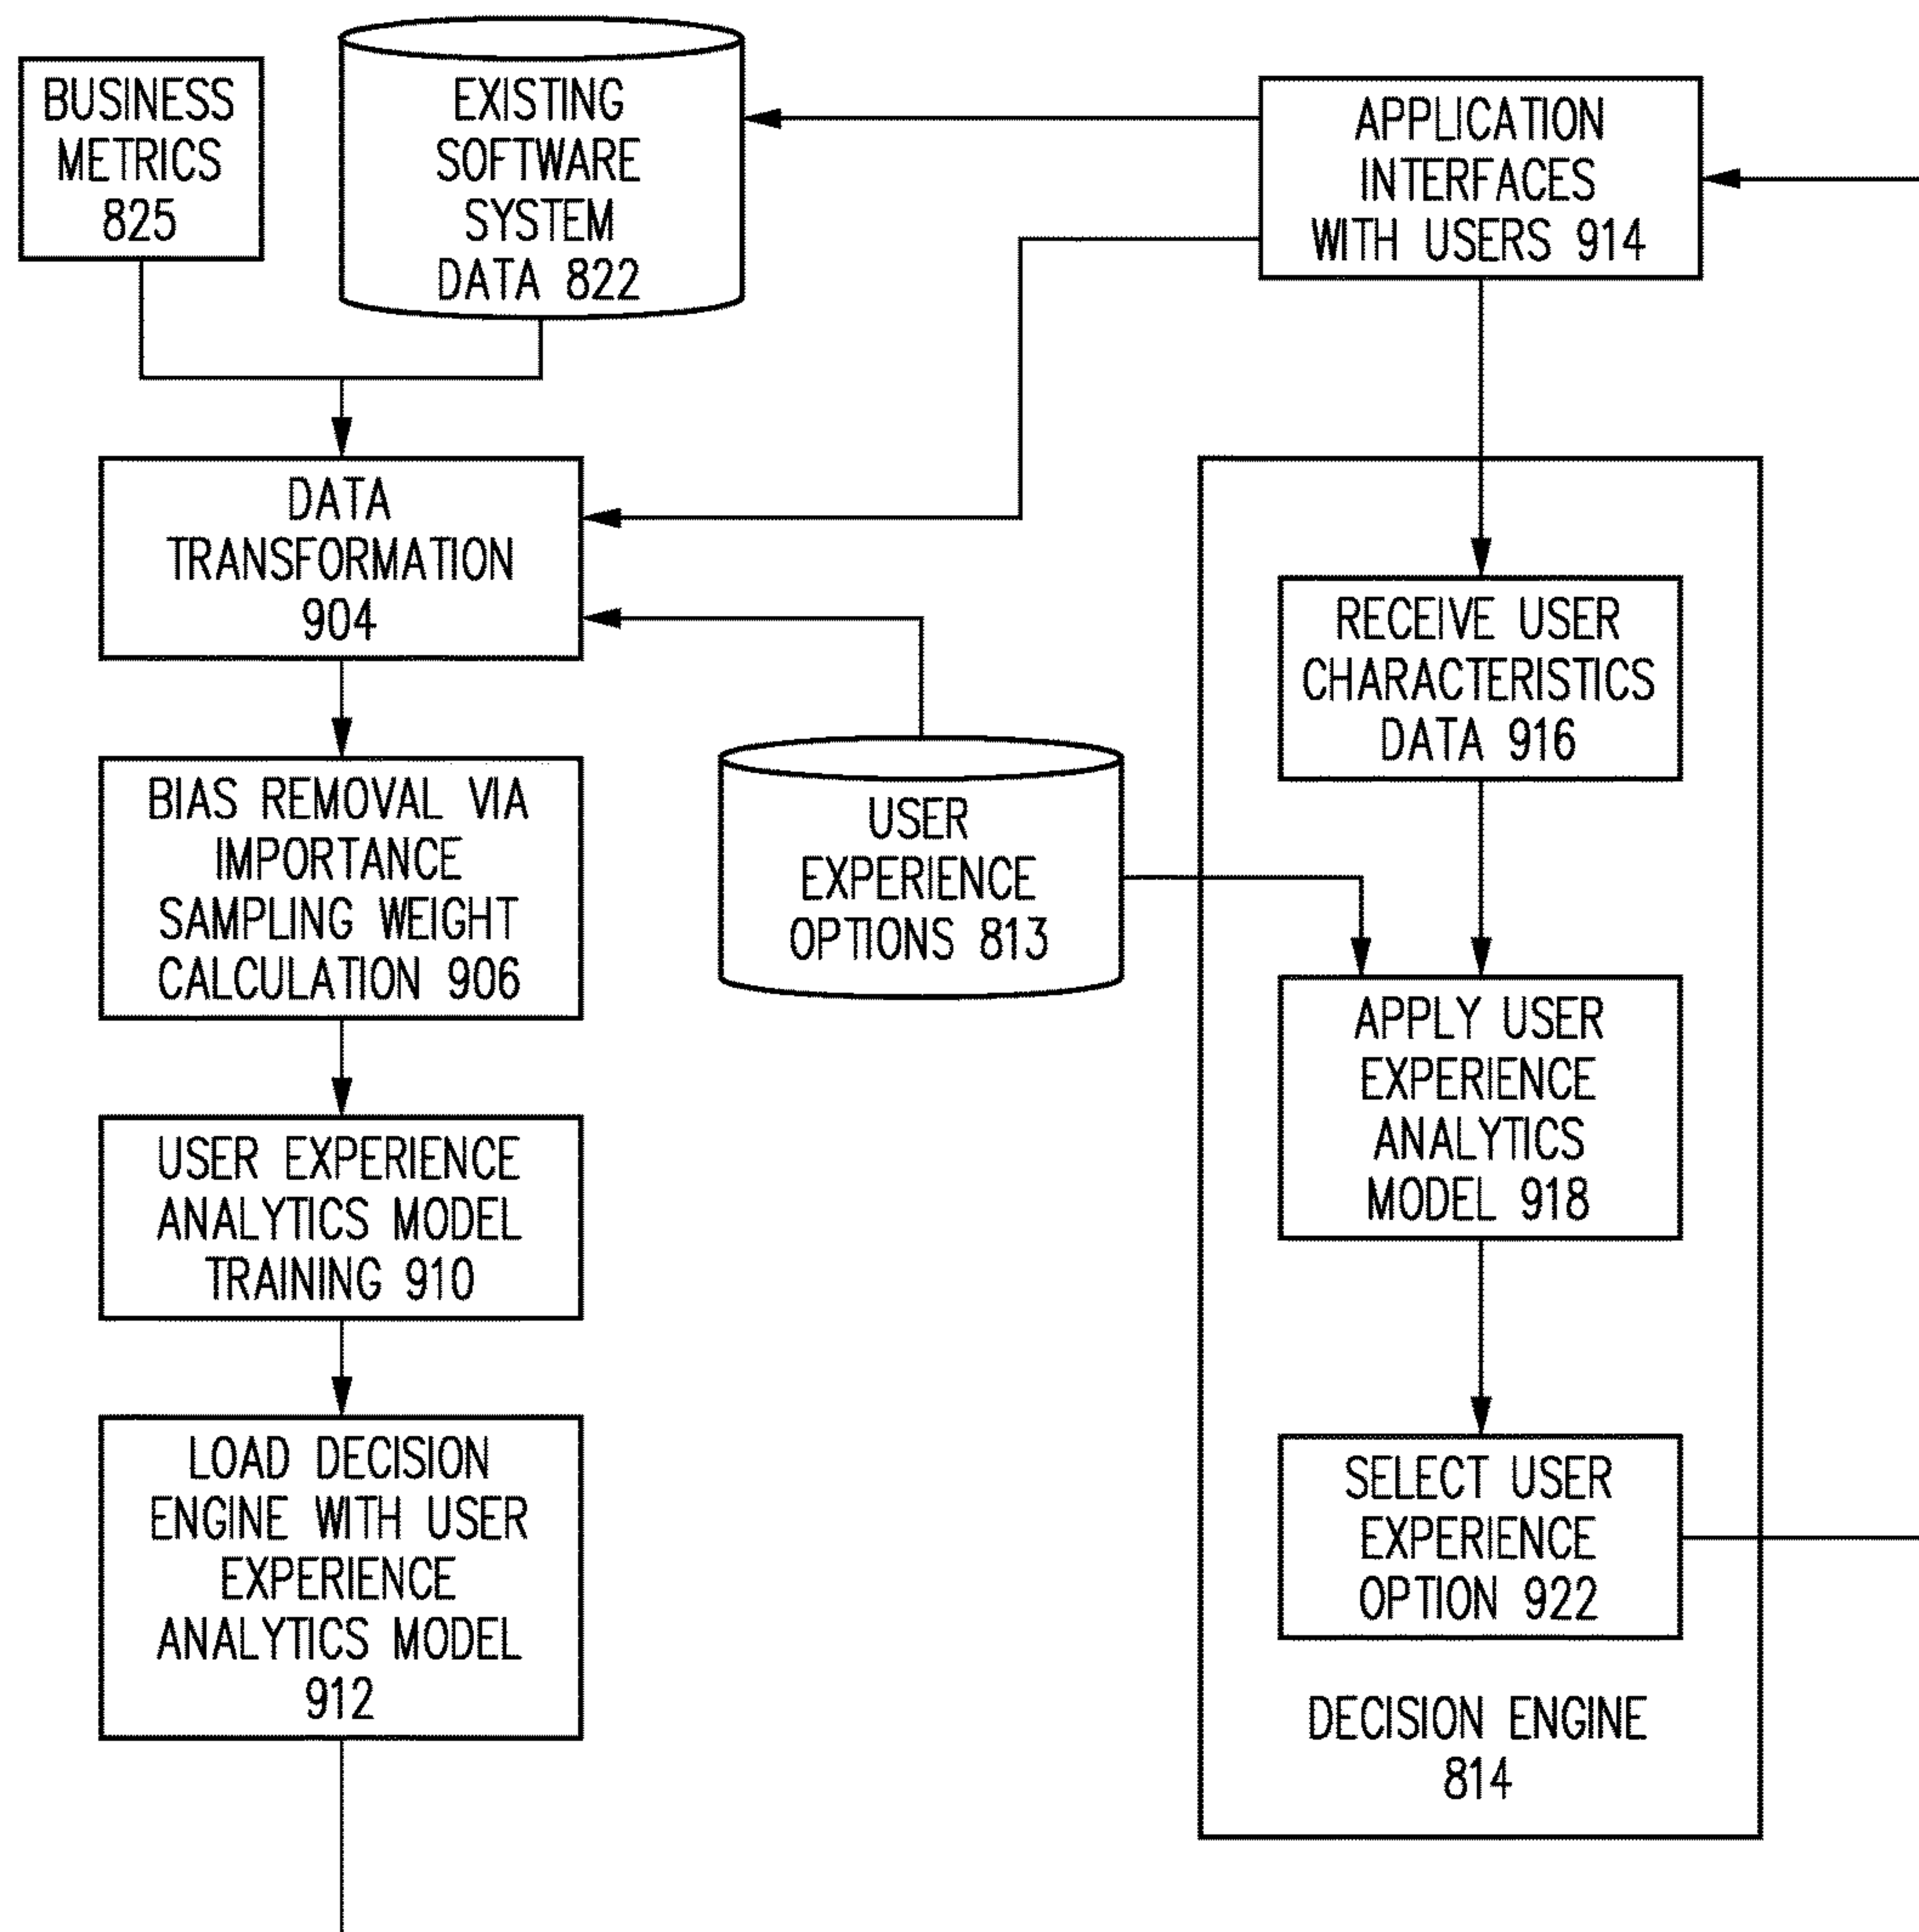 BUSINESS
METRICS
825
EXISTING
SOFTWARE
SYSTEM
DATA 822
APPLICATION
INTERFACES
WITH USERS 914
DATA
TRANSFORMATION
904
RECEIVE USER
CHARACTERISTICS
DATA 916
BIAS REMOVAL VIA
IMPORTANCE
SAMPLING WEIGHT
CALCULATION 906
USER
EXPERIENCE
OPTIONS 813
APPLY USER
EXPERIENCE
ANALYTICS
MODEL 918
USER EXPERIENCE
ANALYTICS MODEL
TRAINING 910
LOAD DECISION
ENGINE WITH USER
EXPERIENCE
ANALYTICS MODEL
912
SELECT USER
EXPERIENCE
OPTION 922
DECISION ENGINE
814